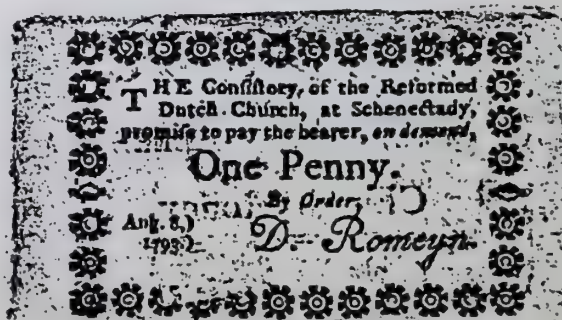 THE Consistory, of the Reformed
Dutch Church, at Schenectady,
promise to pay the bearer, on demand,
One Penny.
By Order,
Aug. 8,)
1793.)
D= Romeyn.